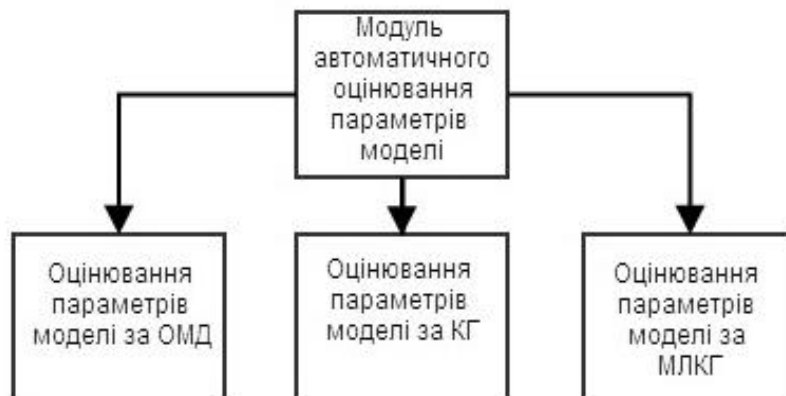 Модуль
автоматичного
оцінювання
параметрів
моделі
Оцінювання
параметрів
моделі за ОМД
Оцінювання
параметрів
моделі за КГ
Оцінювання
параметрів
моделі за
МЛКГ